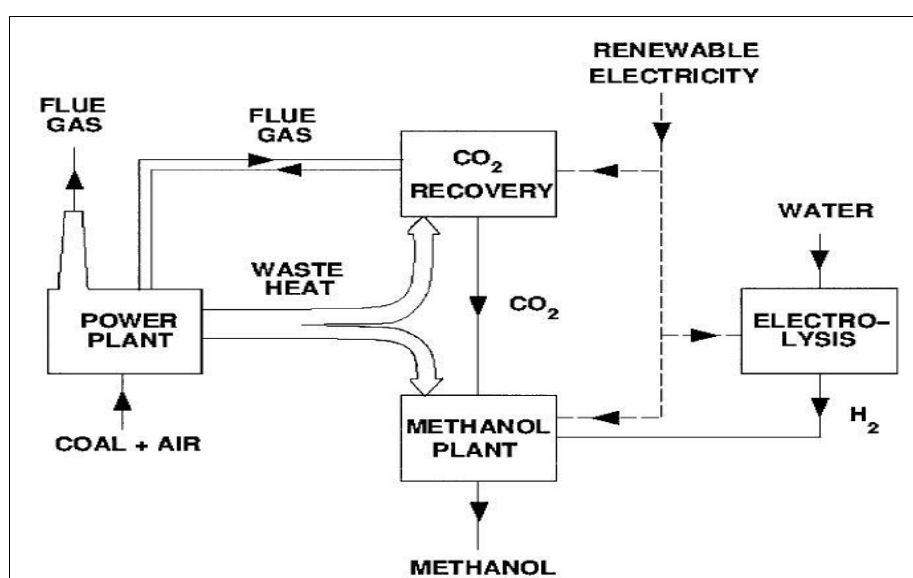 RENEWABLE
ELECTRICITY
FLUE
GAS
FLUE
GAS
CO2
RECOVERY
WATER
WASTE
HEAT
CO2
POWER
PLANT
ELECTRO-
LYSIS
COAL + AIR
METHANOL
PLANT
H2
METHANOL